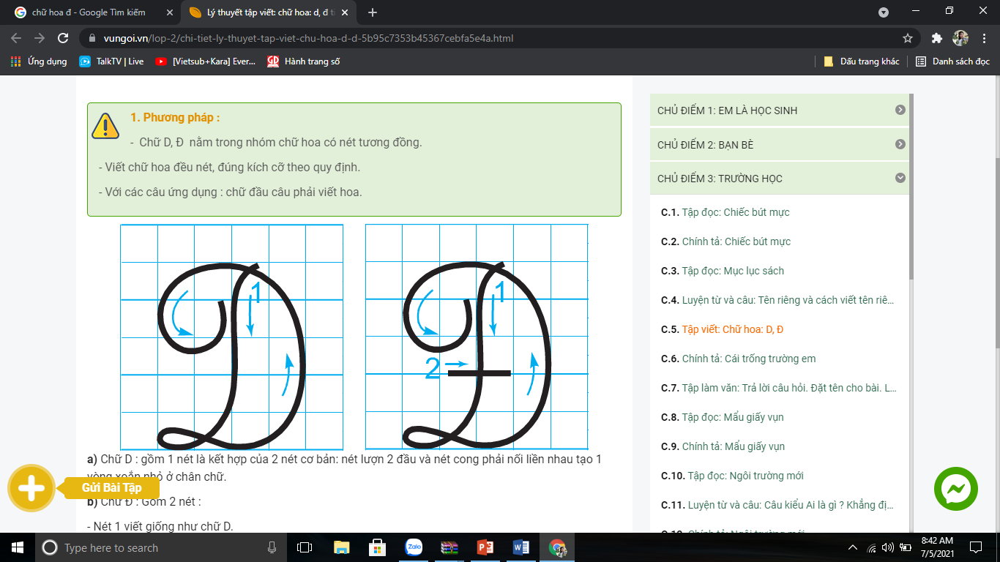 chữ hoa đ - Google Tìm kiếm
Lý thuyết tập viết: chữ hoa: d, đ ti
vungoi.vn/lop-2/chi-tiet-ly-thuyet-tap-viet-chu-hoa-d-d-5b95c7353b45367cebfa5e4a.html
Ứng dụng
TalkTV | Live
[Vietsub+Kara] Ever...
Hành trang số
Dấu trang khác
Danh sách đọc
1. Phương pháp :
- Chữ D, Đ nằm trong nhóm chữ hoa có nét tương đồng.
- Viết chữ hoa đều nét, đúng kích cỡ theo quy định.
- Với các câu ứng dụng : chữ đầu câu phải viết hoa.
D
1
Đ
1
2
a) Chữ D : gồm 1 nét là kết hợp của 2 nét cơ bản: nét lượn 2 đầu và nét cong phải nối liền nhau tạo 1
vòng xoắn nhỏ ở chân chữ.
Gửi Bài Tập
b) Chữ Đ : Gồm 2 nét :
- Nét 1 viết giống như chữ D.
CHỦ ĐIỂM 1: EM LÀ HỌC SINH
CHỦ ĐIỂM 2: BẠN BÈ
CHỦ ĐIỂM 3: TRƯỜNG HỌC
C.1. Tập đọc: Chiếc bút mực
C.2. Chính tả: Chiếc bút mực
C.3. Tập đọc: Mục lục sách
C.4. Luyện từ và câu: Tên riêng và cách viết tên riê...
C.5. Tập viết: Chữ hoa: D, Đ
C.6. Chính tả: Cái trống trường em
C.7. Tập làm văn: Trả lời câu hỏi. Đặt tên cho bài. L...
C.8. Tập đọc: Mẩu giấy vụn
C.9. Chính tả: Mẩu giấy vụn
C.10. Tập đọc: Ngôi trường mới
C.11. Luyện từ và câu: Câu kiểu Ai là gì ? Khẳng đị...
C.12. Chính tả: Ngôi trường mới
Type here to search
Zalo
8:42 AM
7/5/2021